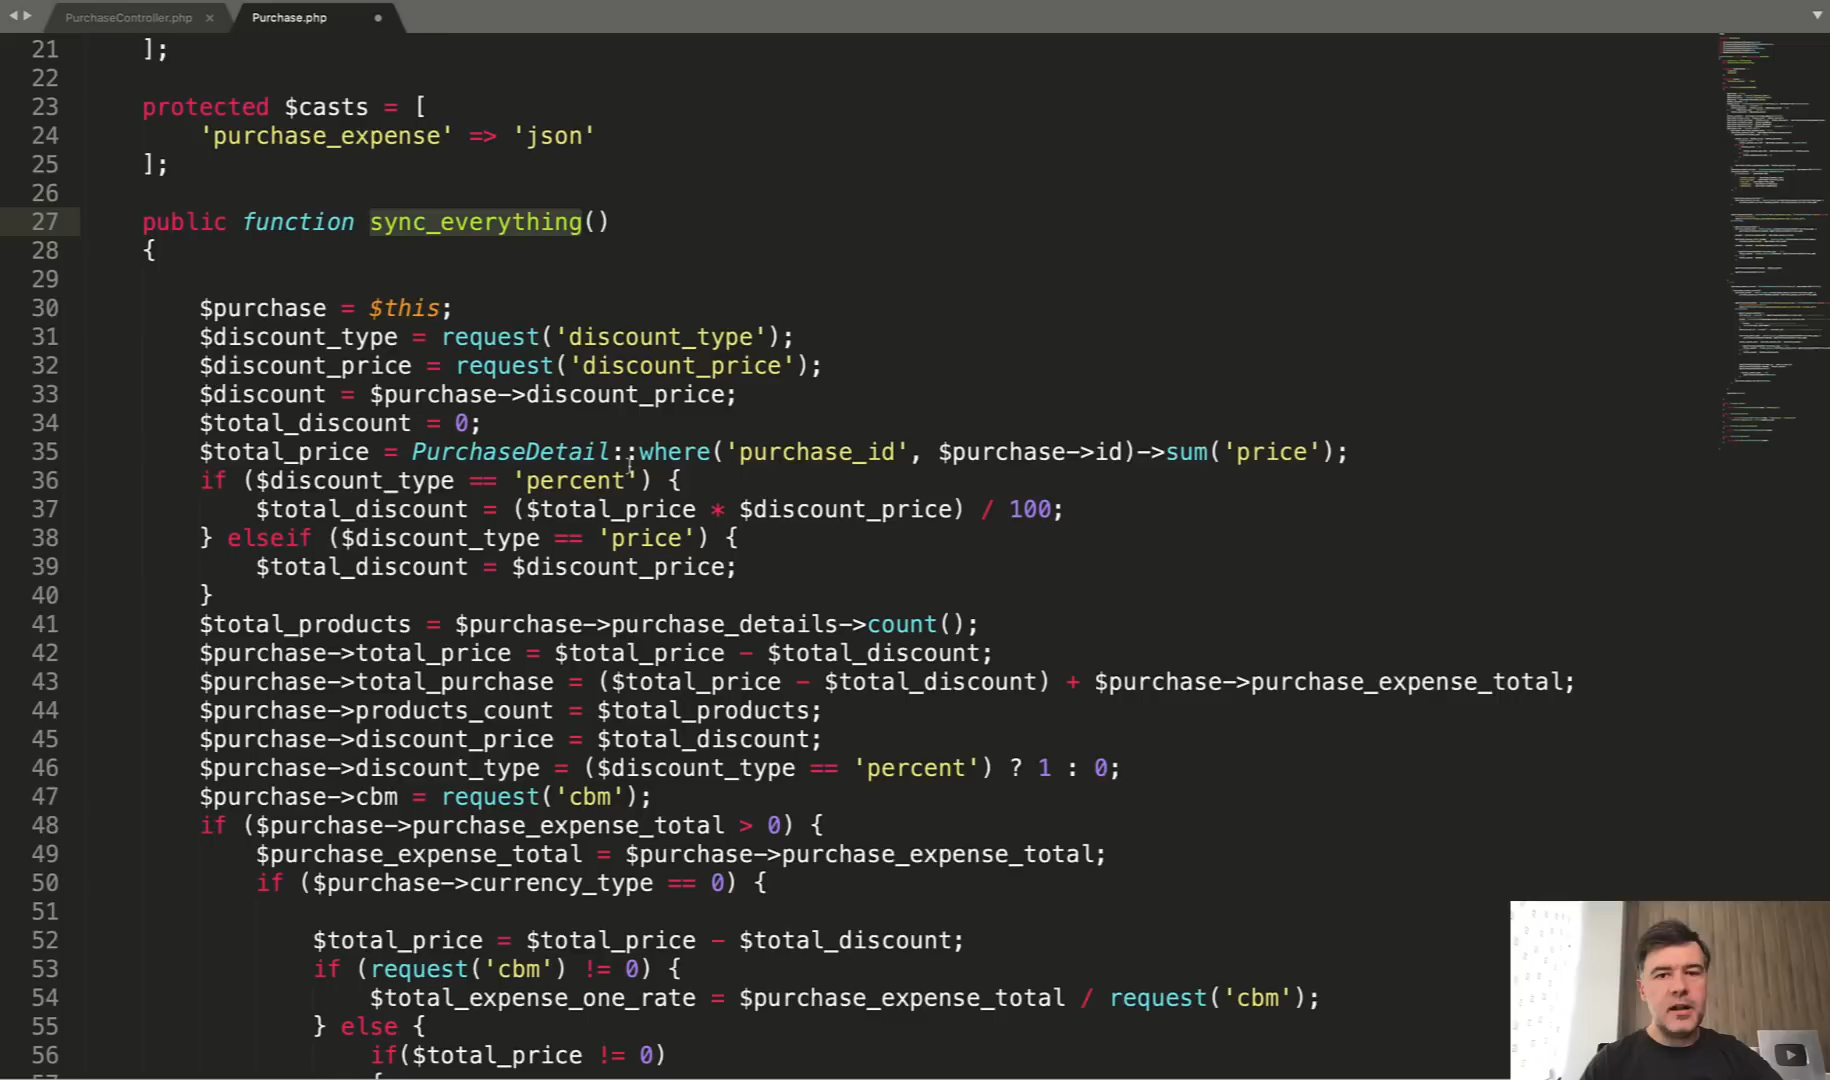 PurchaseController.php ×
Purchase.php
21 ];
22
23 protected $casts = [
24 'purchase_expense' => 'json'
25 ];
26
27 public function sync_everything()
28 {
29
30 $purchase = $this;
31 $discount_type = request('discount_type');
32 $discount_price = request('discount_price');
33 $discount = $purchase->discount_price;
34 $total_discount = 0;
35 $total_price = PurchaseDetail::where('purchase_id', $purchase->id)->sum('price');
36 if ($discount_type == 'percent') {
37 $total_discount = ($total_price * $discount_price) / 100;
38 } elseif ($discount_type == 'price') {
39 $total_discount = $discount_price;
40 }
41 $total_products = $purchase->purchase_details->count();
42 $purchase->total_price = $total_price - $total_discount;
43 $purchase->total_purchase = ($total_price - $total_discount) + $purchase->purchase_expense_total;
44 $purchase->products_count = $total_products;
45 $purchase->discount_price = $total_discount;
46 $purchase->discount_type = ($discount_type == 'percent') ? 1 : 0;
47 $purchase->cbm = request('cbm');
48 if ($purchase->purchase_expense_total > 0) {
49 $purchase_expense_total = $purchase->purchase_expense_total;
50 if ($purchase->currency_type == 0) {
51
52 $total_price = $total_price - $total_discount;
53 if (request('cbm') != 0) {
54 $total_expense_one_rate = $purchase_expense_total / request('cbm');
55 } else {
56 if($total_price != 0)